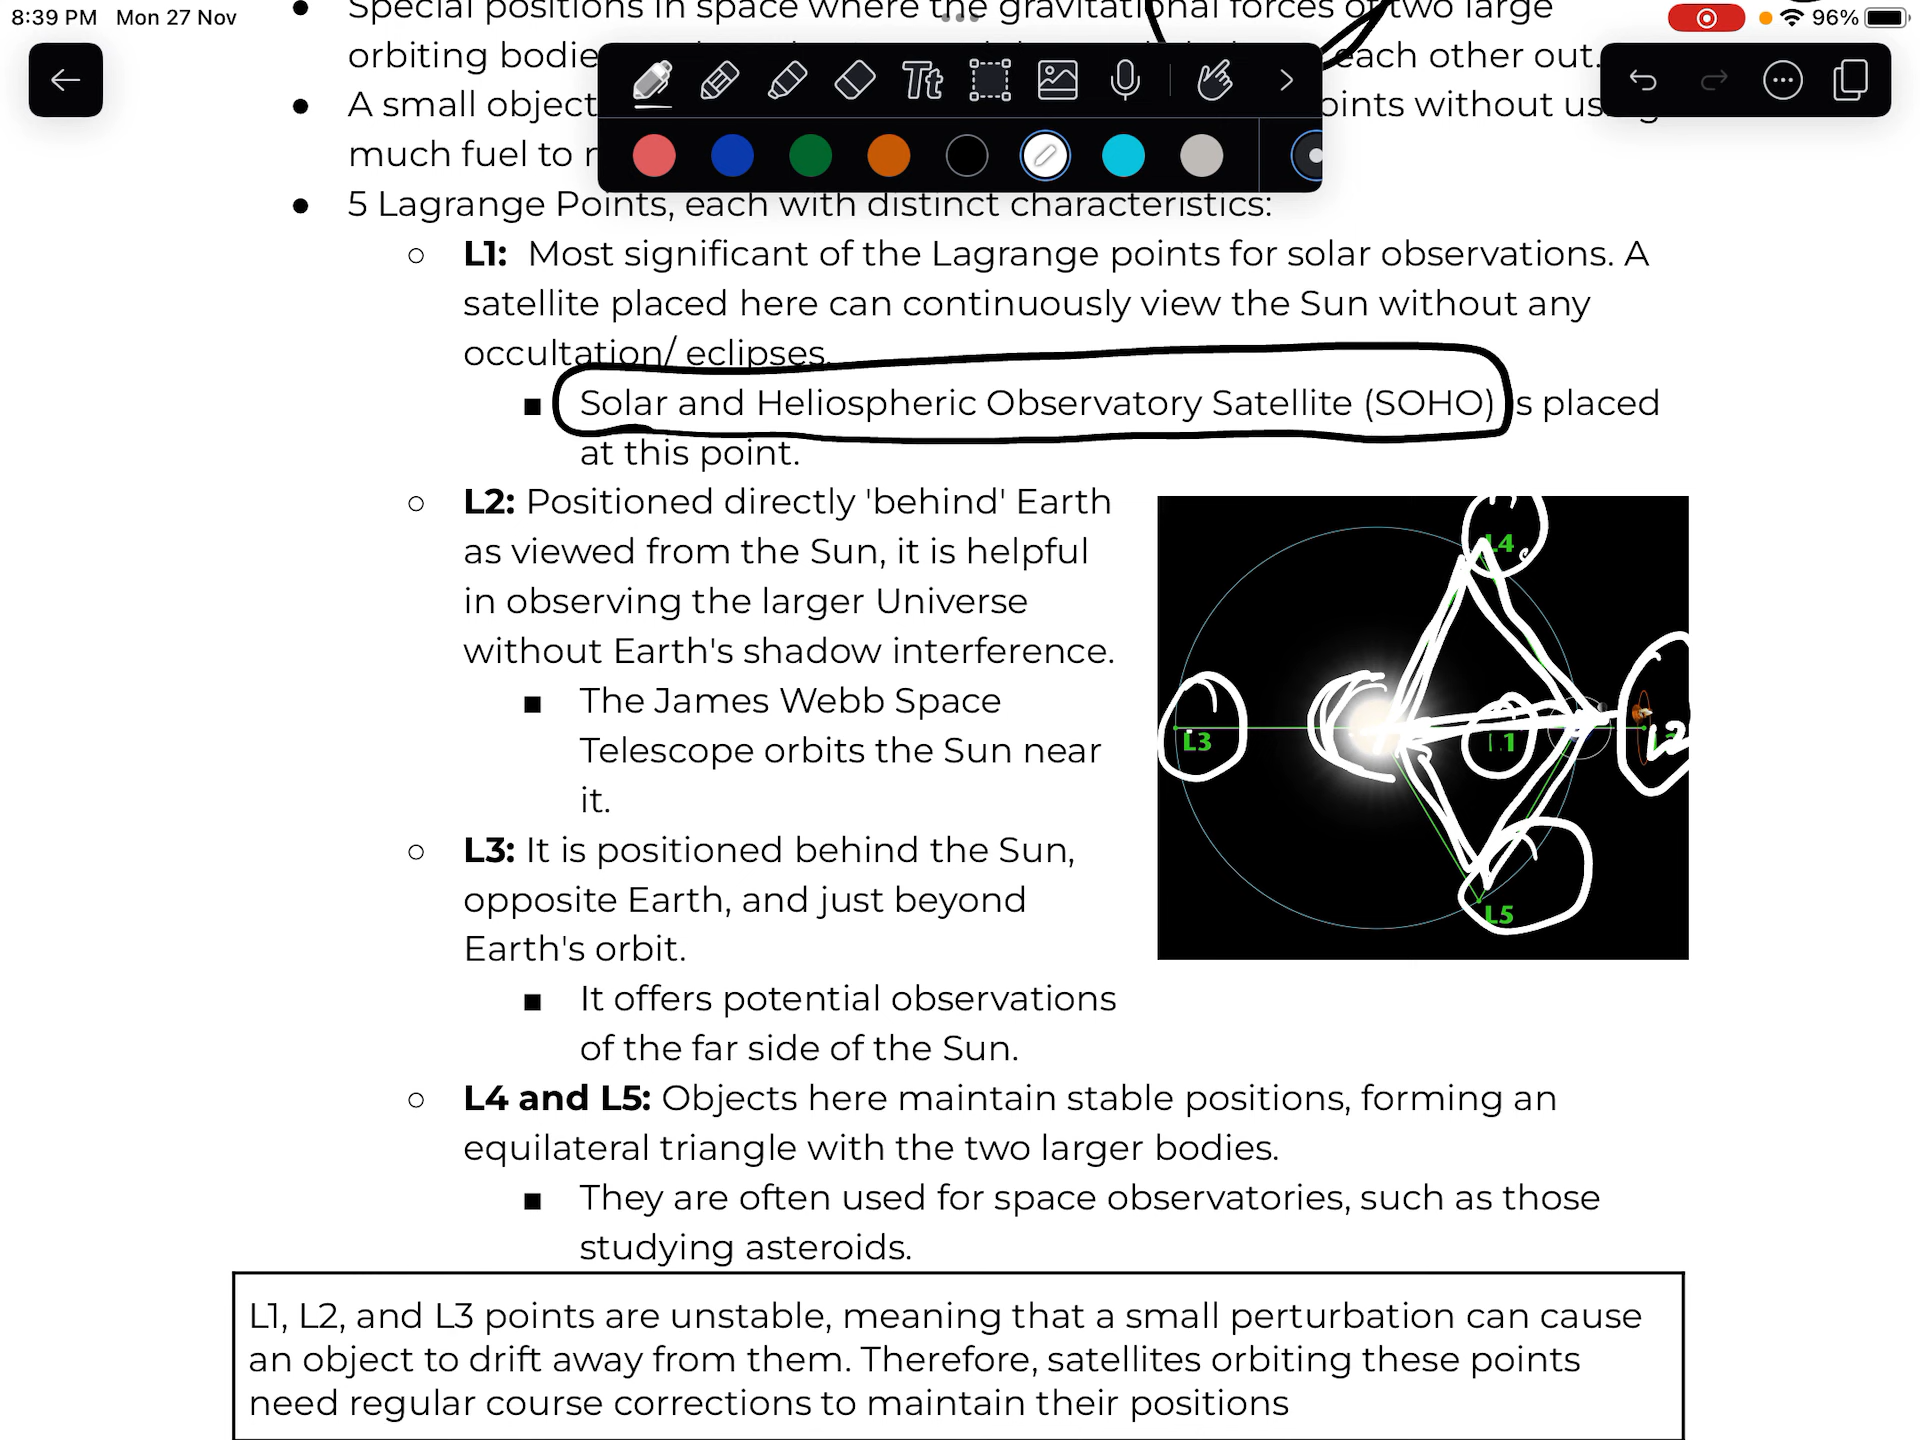 8:39 PM Mon 27 Nov
96%
Special positions in space where the gravitational forces of two large
orbiting each other out.
A small object points without using
much fuel to
5 Lagrange Points, each with distinct characteristics:
L1: Most significant of the Lagrange points for solar observations. A
satellite placed here can continuously view the Sun without any
occultation/ eclipses.
Solar and Heliospheric Observatory Satellite (SOHO) is placed
at this point.
L2: Positioned directly 'behind' Earth
as viewed from the Sun, it is helpful
in observing the larger Universe
without Earth's shadow interference.
The James Webb Space
Telescope orbits the Sun near
it.
L3: It is positioned behind the Sun,
opposite Earth, and just beyond
Earth's orbit.
It offers potential observations
of the far side of the Sun.
L4 and L5: Objects here maintain stable positions, forming an
equilateral triangle with the two larger bodies.
They are often used for space observatories, such as those
studying asteroids.
L1, L2, and L3 points are unstable, meaning that a small perturbation can cause
an object to drift away from them. Therefore, satellites orbiting these points
need regular course corrections to maintain their positions
Tt
L4
L3
L1
L2
L5